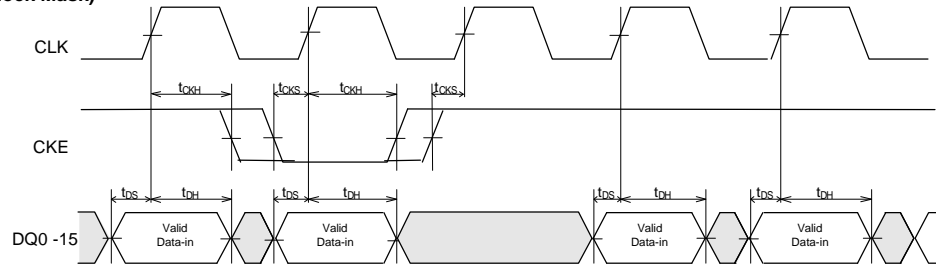 CLK
tCKH tCKS tCKH tCKS
CKE
tDS tDH tDS tDH tDS tDH tDS tDH
DQ0 -15
Valid Data-in
Valid Data-in
Valid Data-in
Valid Data-in